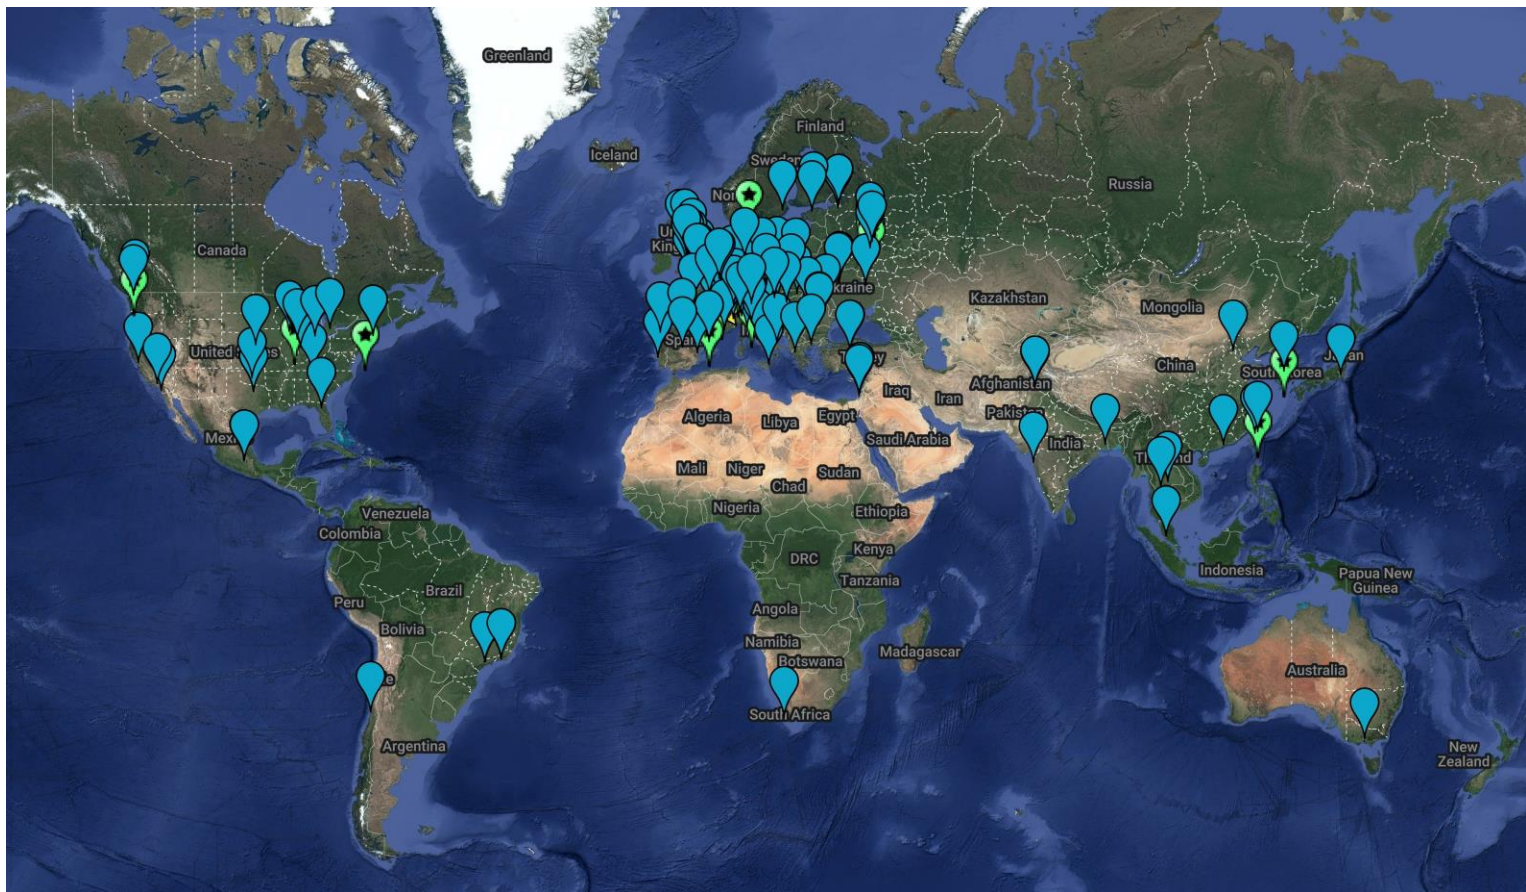 Greenland
Finland
Iceland
Sweden
Russia
Canada
Kazakhstan
Mongolia
Japan
China
Afghanistan
Iraq
Iran
Pakistan
Algeria
Libya
Egypt
Saudi Arabia
India
Mali
Niger
Sudan
Chad
Nigeria
Ethiopia
Venezuela
Colombia
Kenya
DRC
Tanzania
Indonesia
Papua New
Guinea
Brazil
Peru
Angola
Bolivia
Namibia
Botswana
Madagascar
Australia
South Africa
Argentina
New
Zealand